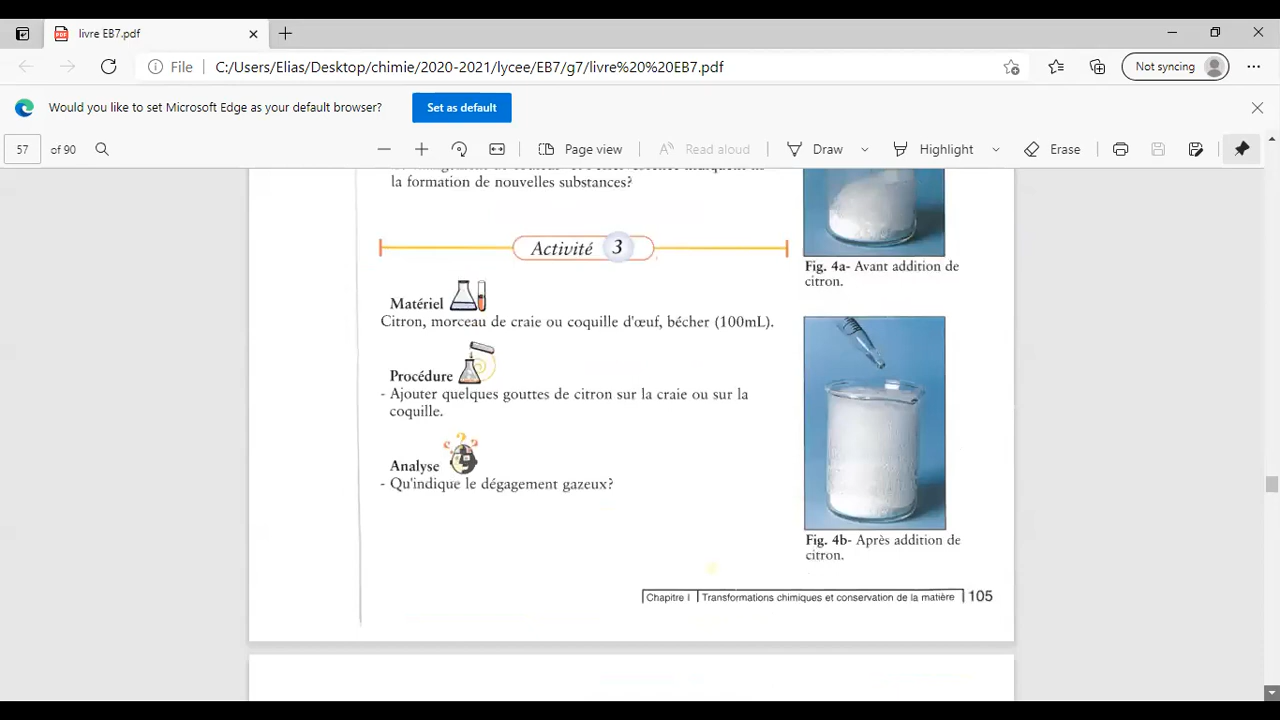 livre EB7.pdf
File
C:/Users/Elias/Desktop/chimie/2020-2021/lycee/EB7/g7/livre%20%20EB7.pdf
Not syncing
Would you like to set Microsoft Edge as your default browser?
Set as default
57
of 90
Page view
Read aloud
Draw
Highlight
Erase
la formation de nouvelles substances?
Activité 3
Fig. 4a- Avant addition de
citron.
Matériel
Citron, morceau de craie ou coquille d'œuf, bécher (100mL).
Procédure
- Ajouter quelques gouttes de citron sur la craie ou sur la
coquille.
Analyse
- Qu'indique le dégagement gazeux?
Fig. 4b- Après addition de
citron.
Chapitre I
Transformations chimiques et conservation de la matière
105